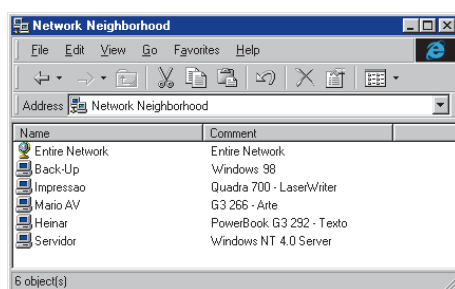 Network Neighborhood
File Edit View Go Favorites Help
Address Network Neighborhood
Name Comment
Entire Network Entire Network
Back-Up Windows 98
Impressao Quadra 700 - LaserWriter
Mario AV G3 266 - Arte
Heinar PowerBook G3 292 - Texto
Servidor Windows NT 4.0 Server
6 object(s)